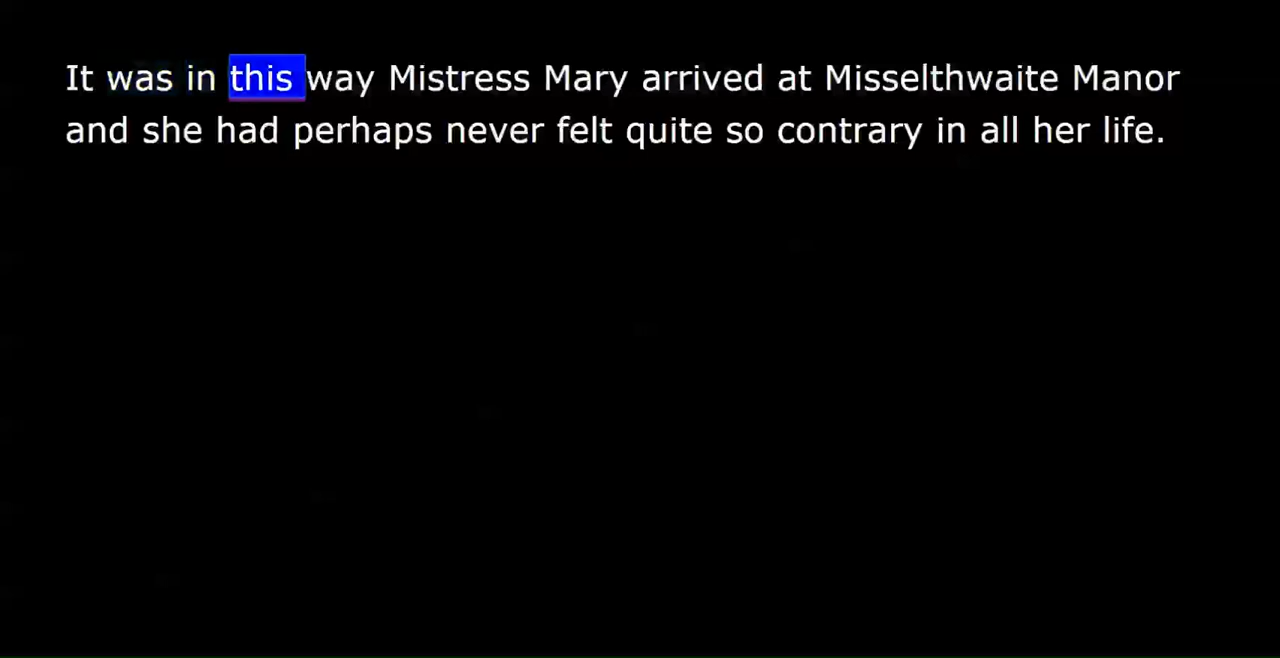 It was in this way Mistress Mary arrived at Misselthwaite Manor
and she had perhaps never felt quite so contrary in all her life.